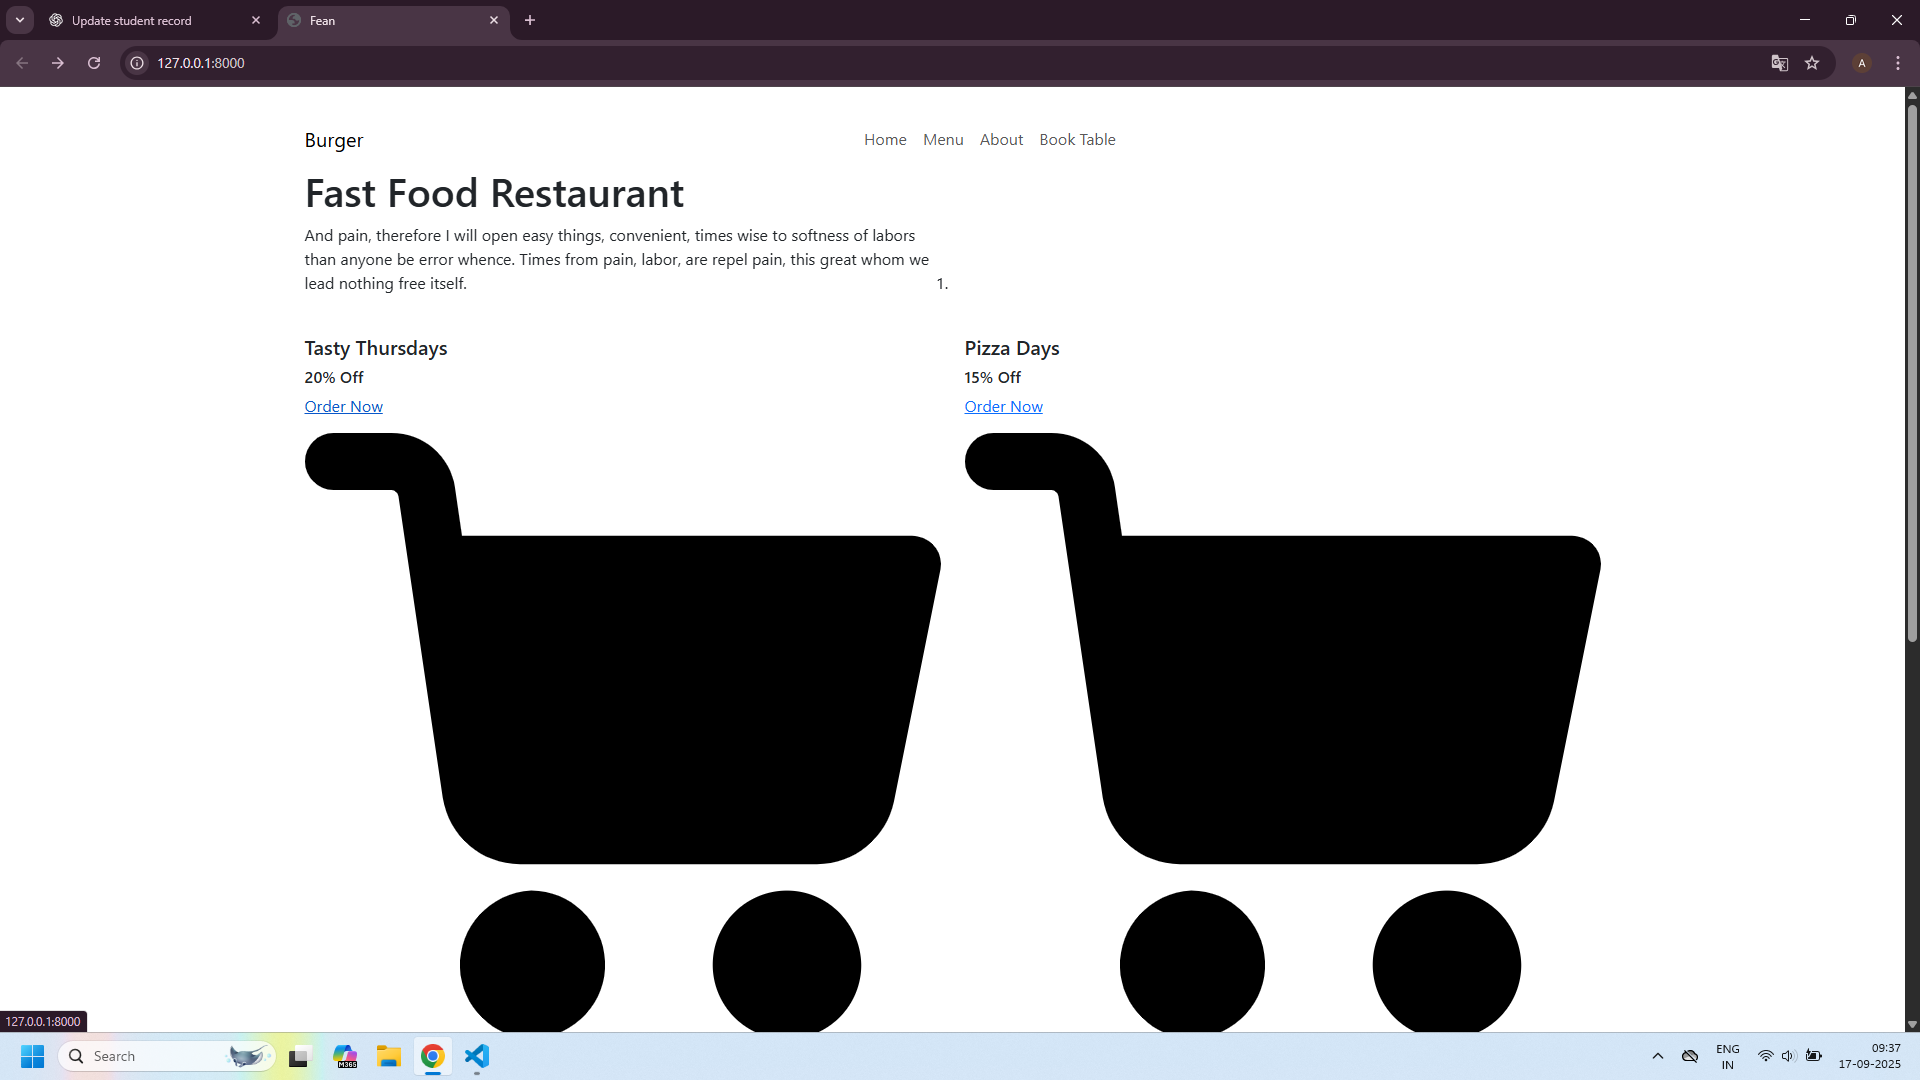 Update student record
Fean
127.0.0.1:8000
A
Burger
Home Menu About Book Table
Fast Food Restaurant
And pain, therefore I will open easy things, convenient, times wise to softness of labors
than anyone be error whence. Times from pain, labor, are repel pain, this great whom we
lead nothing free itself.
1.
Tasty Thursdays
20% Off
Order Now
Pizza Days
15% Off
Order Now
127.0.0.1:8000
Search
M365
ENG
IN
09:37
17-09-2025